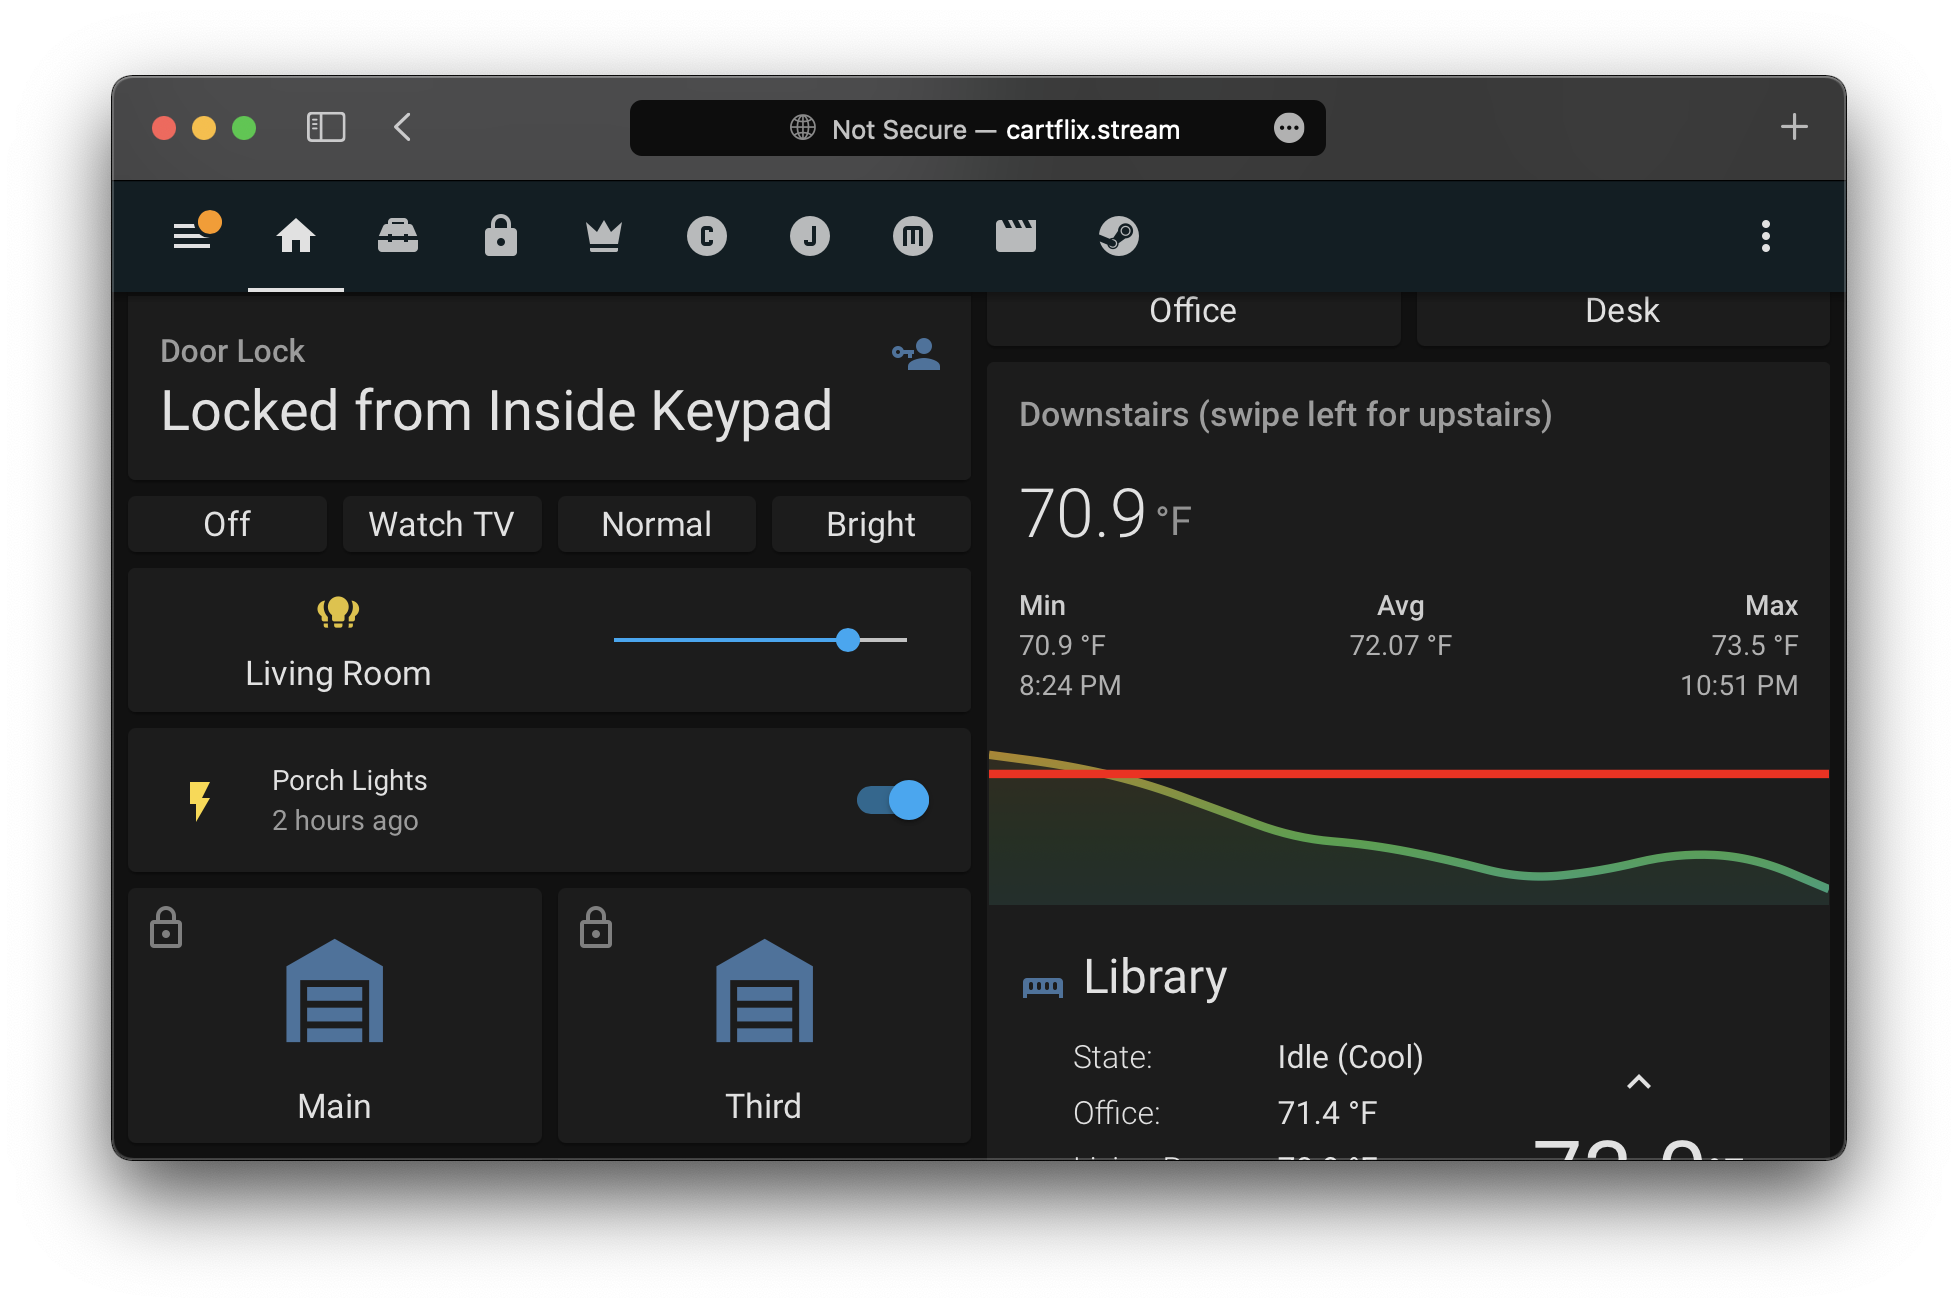 Not Secure — cartflix.stream
C
J
m
Door Lock
Locked from Inside Keypad
Off
Watch TV
Normal
Bright
Living Room
Porch Lights
2 hours ago
Main
Third
Office
Desk
Downstairs (swipe left for upstairs)
70.9 °F
Min
Avg
Max
70.9 °F
72.07 °F
73.5 °F
8:24 PM
10:51 PM
Library
State: Idle (Cool)
Office: 71.4 °F